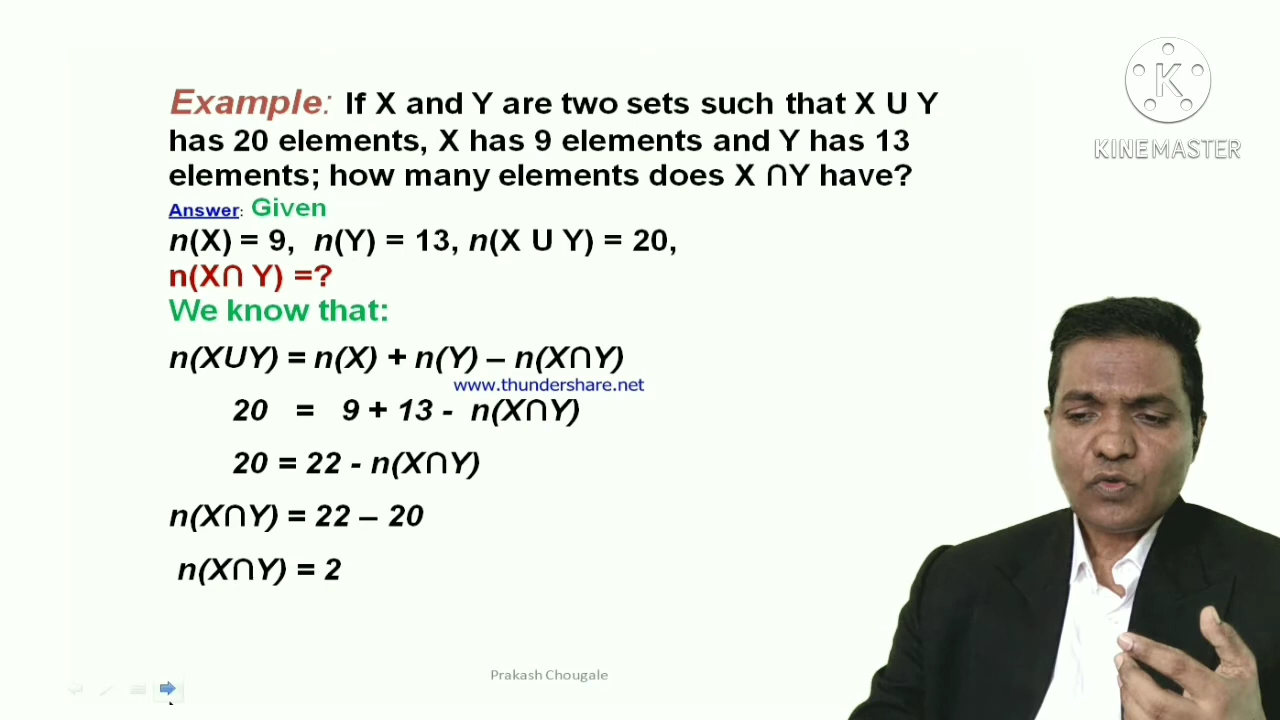 Example: If X and Y are two sets such that X U Y
has 20 elements, X has 9 elements and Y has 13
elements; how many elements does X ∩Y have?
Answer: Given
n(X) = 9, n(Y) = 13, n(X U Y) = 20,
n(X∩ Y) =?
We know that:
n(XUY) = n(X) + n(Y) – n(X∩Y)
www.thundershare.net
20 = 9 + 13 - n(X∩Y)
20 = 22 - n(X∩Y)
n(X∩Y) = 22 – 20
n(X∩Y) = 2
Prakash Chougale
K
KINEMASTER